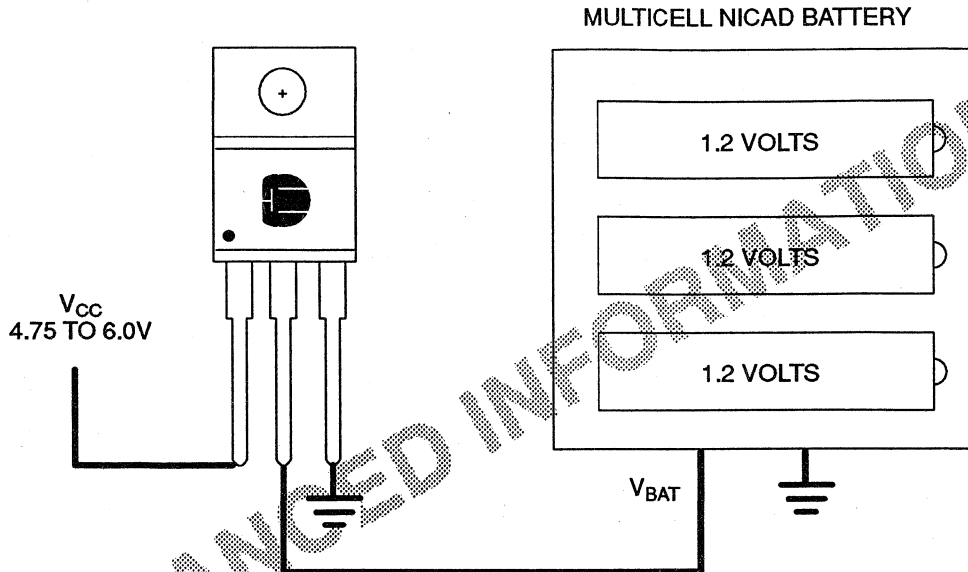 MULTICELL NICAD BATTERY
1.2 VOLTS
1.2 VOLTS
VCC
4.75 TO 6.0V
1.2 VOLTS
VBAT
ANCED INFORMATION